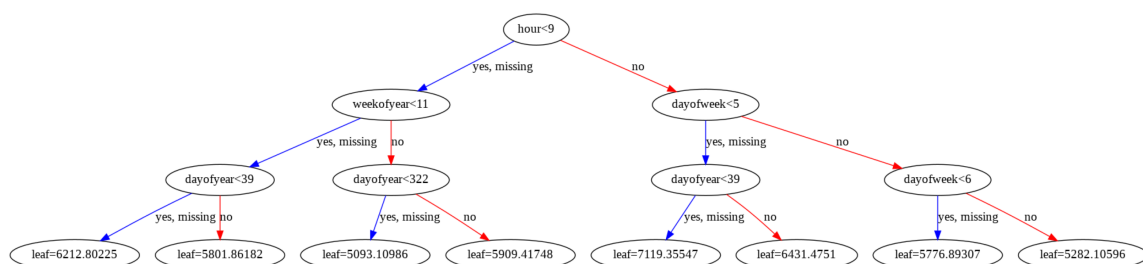 hour<9
yes, missing
no
weekofyear<11
dayofweek<5
yes, missing
no
yes, missing
no
dayofyear<39
dayofyear<322
dayofyear<39
dayofweek<6
yes, missing
no
yes, missing
no
yes, missing
no
yes, missing
no
leaf=6212.80225
leaf=5801.86182
leaf=5093.10986
leaf=5909.41748
leaf=7119.35547
leaf=6431.4751
leaf=5776.89307
leaf=5282.10596